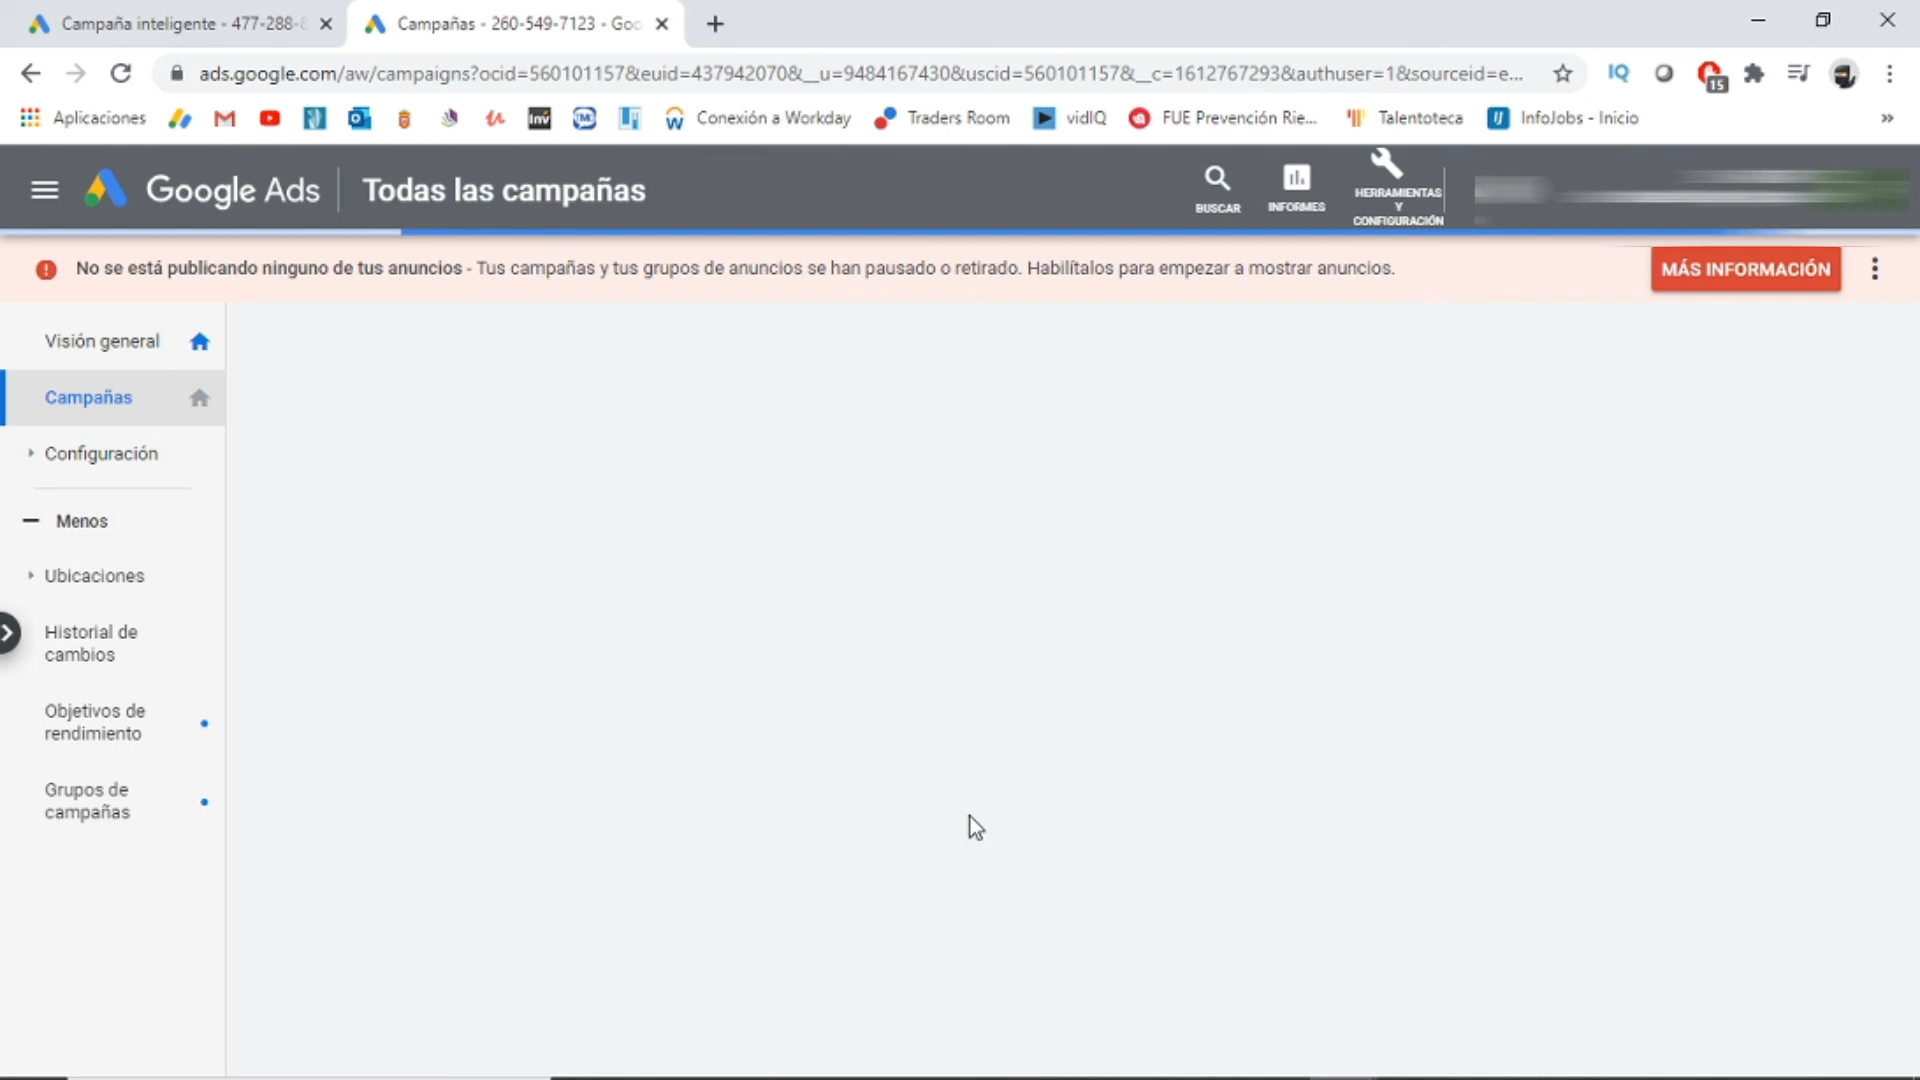 Campaña inteligente - 477-288-8
Campañas - 260-549-7123 - Goo
ads.google.com/aw/campaigns?ocid=560101157&euid=437942070&__u=9484167430&uscid=560101157&__c=1612767293&authuser=1&sourceid=e...
IQ
15
Aplicaciones
Inv
Conexión a Workday
Traders Room
vidIQ
FUE Prevención Rie...
Talentoteca
InfoJobs - Inicio
»
Google Ads
Todas las campañas
BUSCAR
INFORMES
HERRAMIENTAS
Y
CONFIGURACIÓN
No se está publicando ninguno de tus anuncios - Tus campañas y tus grupos de anuncios se han pausado o retirado. Habilítalos para empezar a mostrar anuncios.
MÁS INFORMACIÓN
Visión general
Campañas
Configuración
Menos
Ubicaciones
Historial de
cambios
Objetivos de
rendimiento
Grupos de
campañas